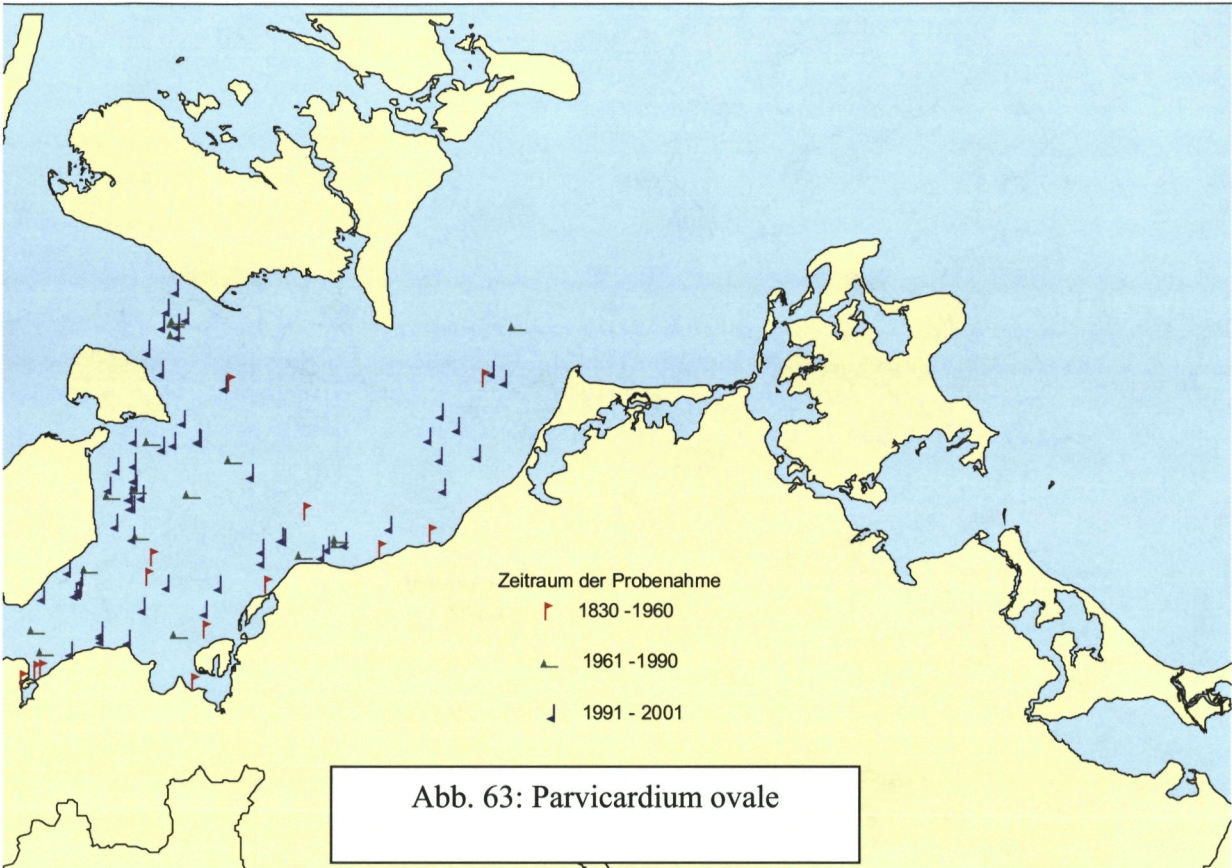 Zeitraum der Probenahme
1830 -1960
1961 -1990
1991 - 2001
Abb. 63: Parvicardium ovale